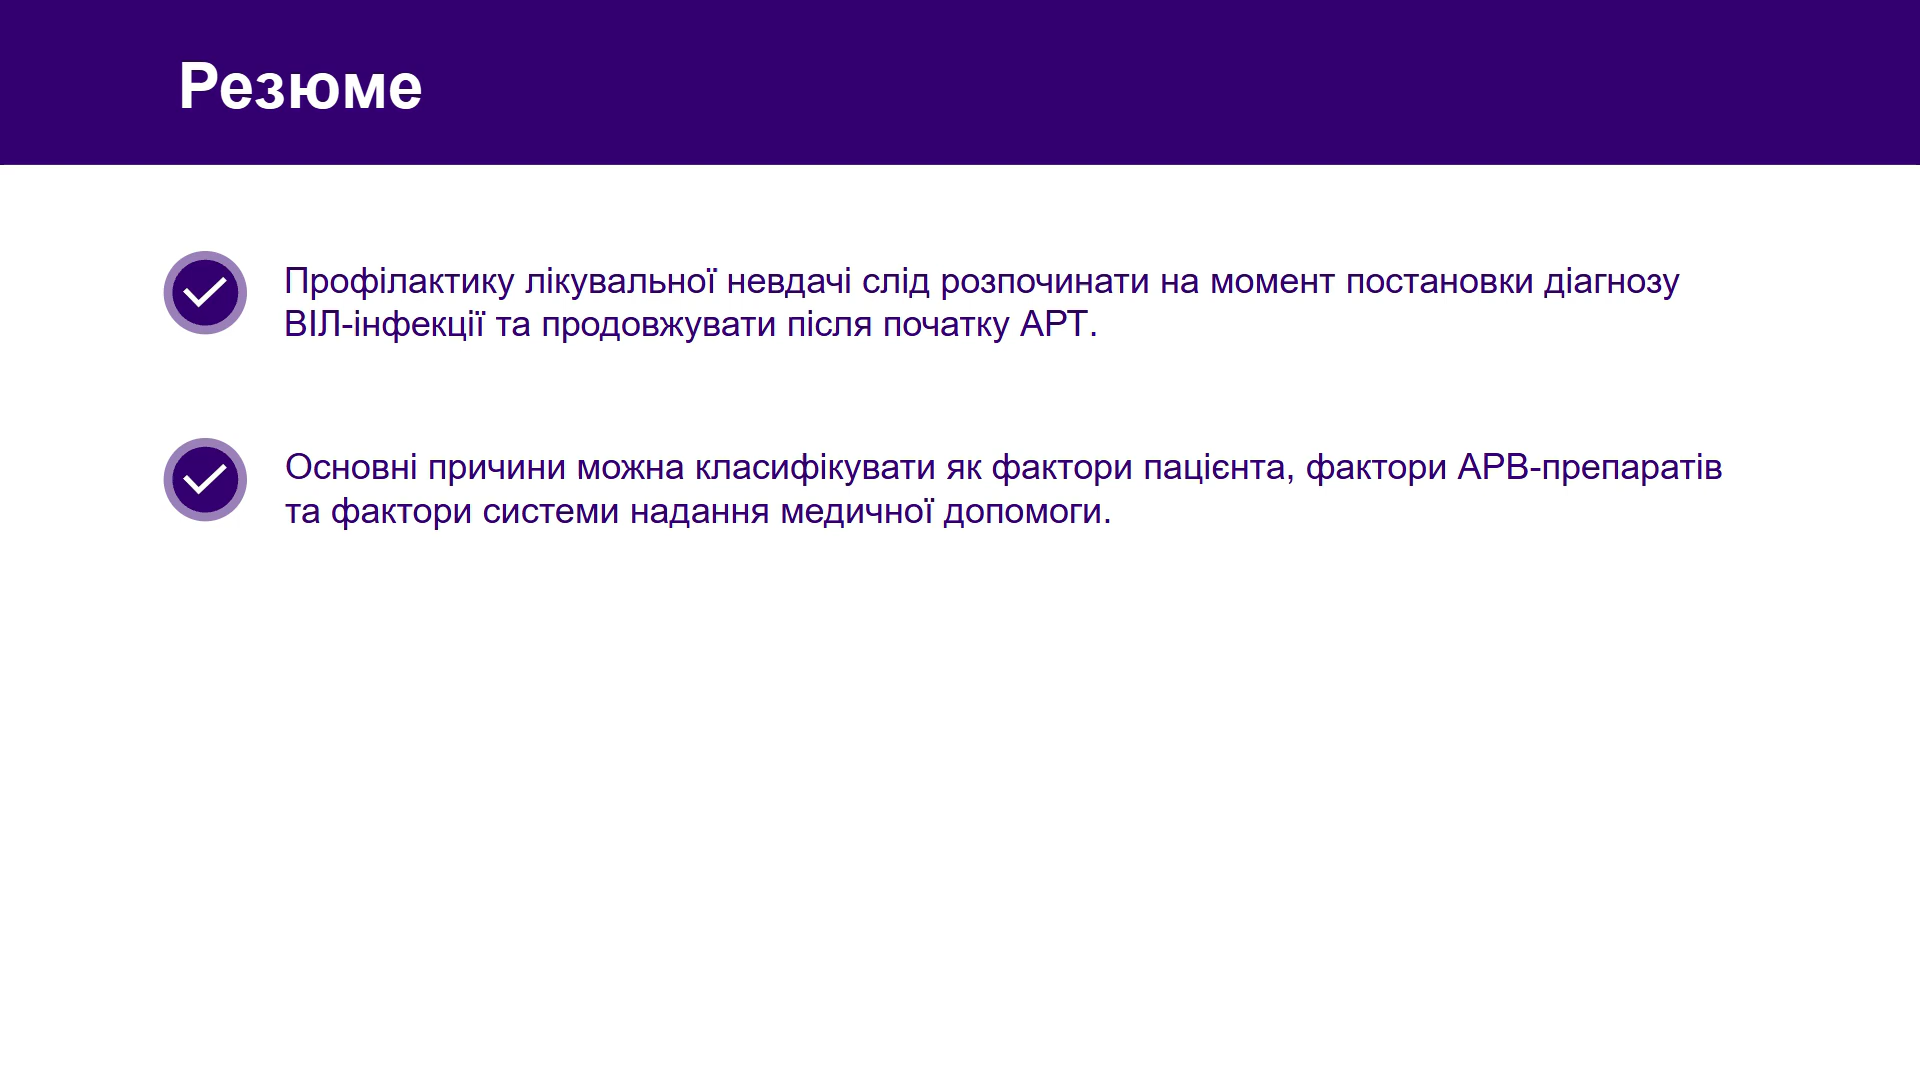 Резюме
Профілактику лікувальної невдачі слід розпочинати на момент постановки діагнозу
ВІЛ-інфекції та продовжувати після початку АРТ.
Основні причини можна класифікувати як фактори пацієнта, фактори АРВ-препаратів
та фактори системи надання медичної допомоги.